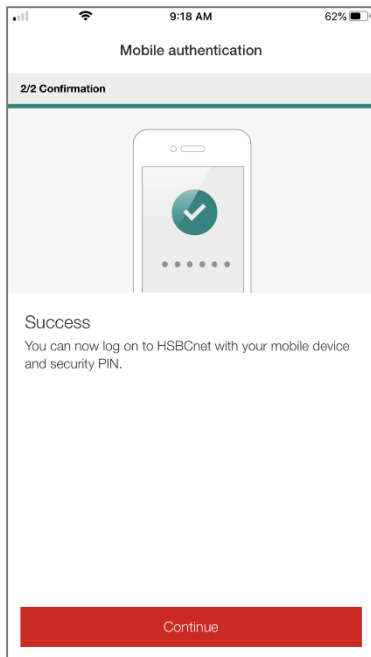 9:18 AM 62%
Mobile authentication
2/2 Confirmation
Success
You can now log on to HSBCnet with your mobile device
and security PIN.
Continue